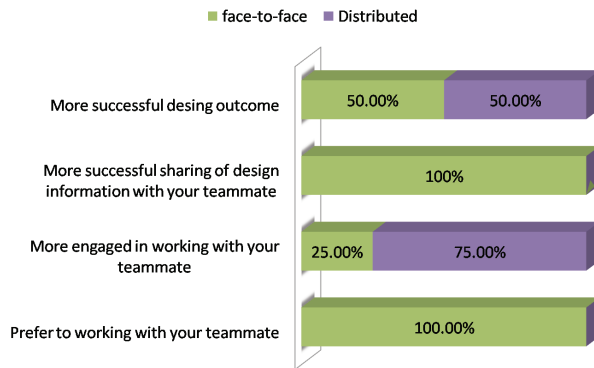 face-to-face Distributed
More successful desing outcome
50.00% 50.00%
More successful sharing of design
information with your teammate
100%
More engaged in working with your
teammate
25.00% 75.00%
Prefer to working with your teammate
100.00%